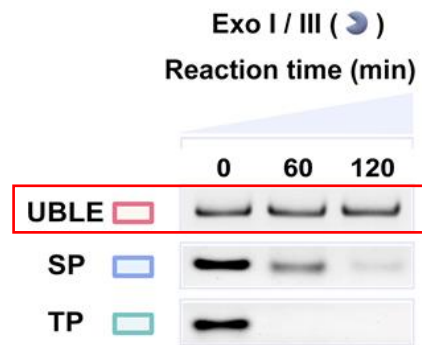 Exo I / III ( )
Reaction time (min)
0 60 120
UBLE
SP
TP